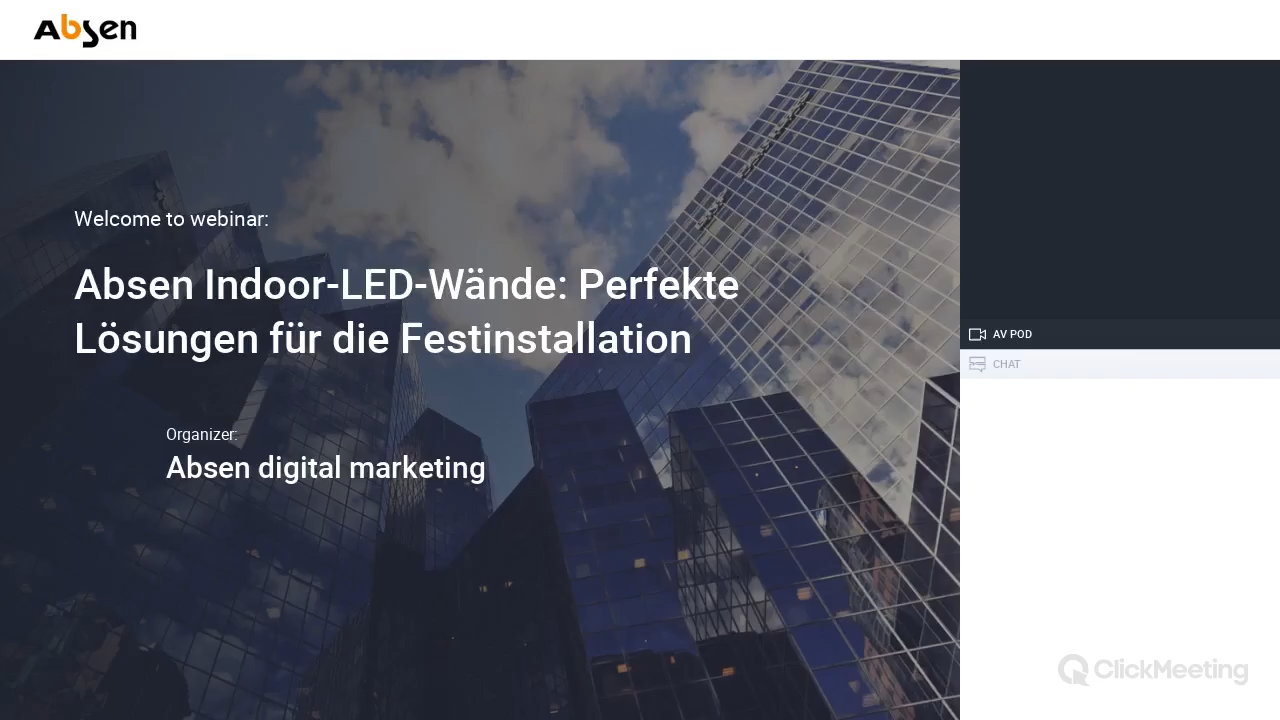 Absen
Welcome to webinar:
Absen Indoor-LED-Wände: Perfekte
Lösungen für die Festinstallation
Organizer:
Absen digital marketing
AV POD
CHAT
ClickMeeting